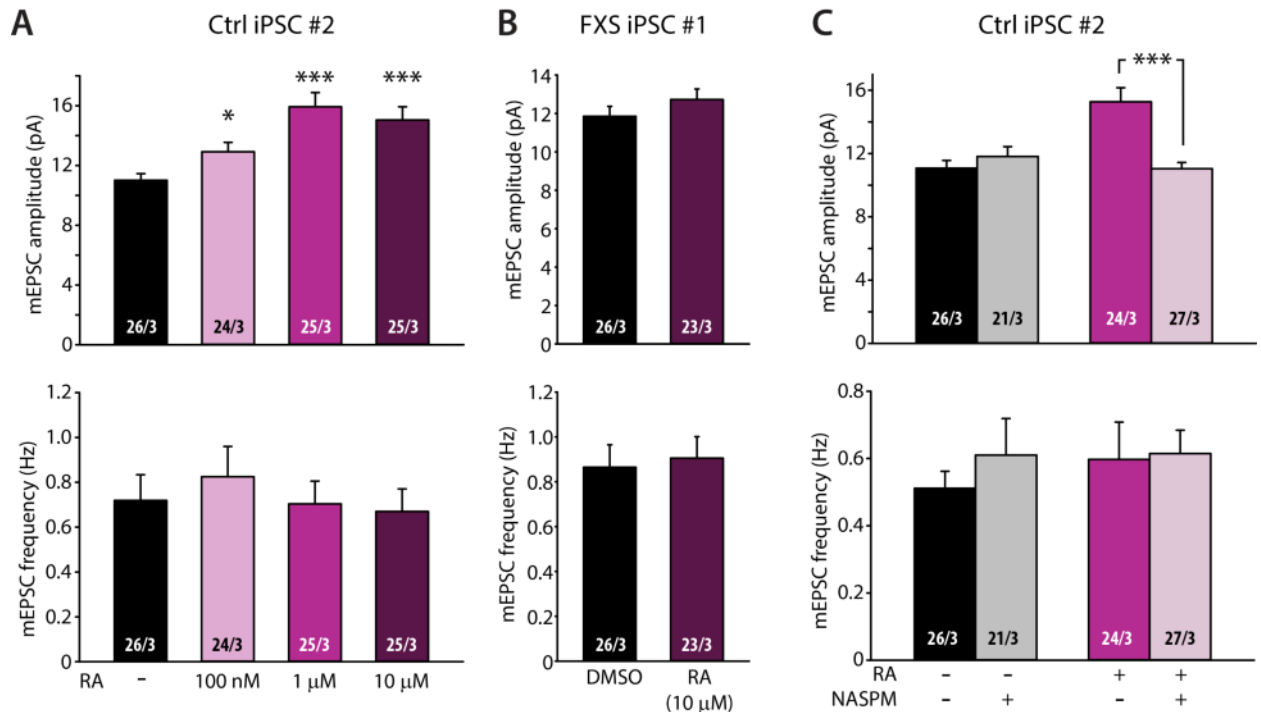 A Ctrl iPSC #2
mEPSC amplitude (pA)
16
12
8
4
0
* *** ***
26/3 24/3 25/3 25/3
mEPSC frequency (Hz)
1.2
1.0
0.8
0.6
0.4
0.2
0
26/3 24/3 25/3 25/3
RA - 100 nM 1 μM 10 μM
B FXS iPSC #1
mEPSC amplitude (pA)
14
12
10
8
6
4
2
0
26/3 23/3
mEPSC frequency (Hz)
1.2
1.0
0.8
0.6
0.4
0.2
0
26/3 23/3
DMSO RA
(10 μM)
C Ctrl iPSC #2
mEPSC amplitude (pA)
16
12
8
4
0
***
26/3 21/3 24/3 27/3
mEPSC frequency (Hz)
0.8
0.6
0.4
0.2
0
26/3 21/3 24/3 27/3
RA - - + +
NASPM - + - +